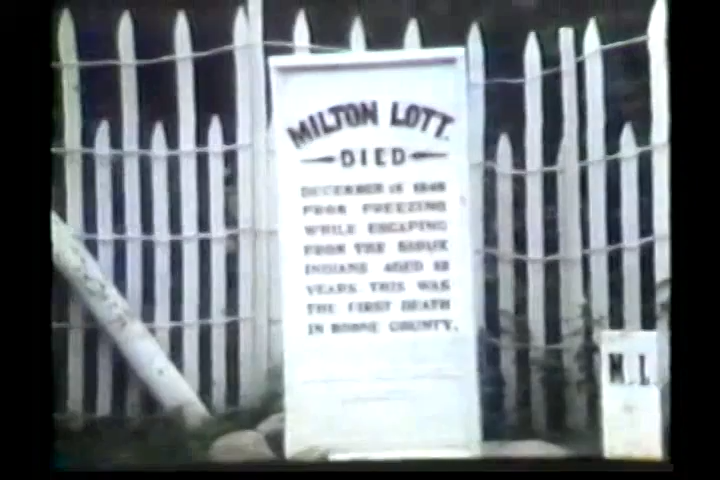 MILTON LOTT.
DIED
DECEMBER 18 1846
FROM FREEZING
WHILE ESCAPING
FROM THE SIOUX
INDIANS AGED 12
YEARS THIS WAS
THE FIRST DEATH
IN BOONE COUNTY.
M. L.